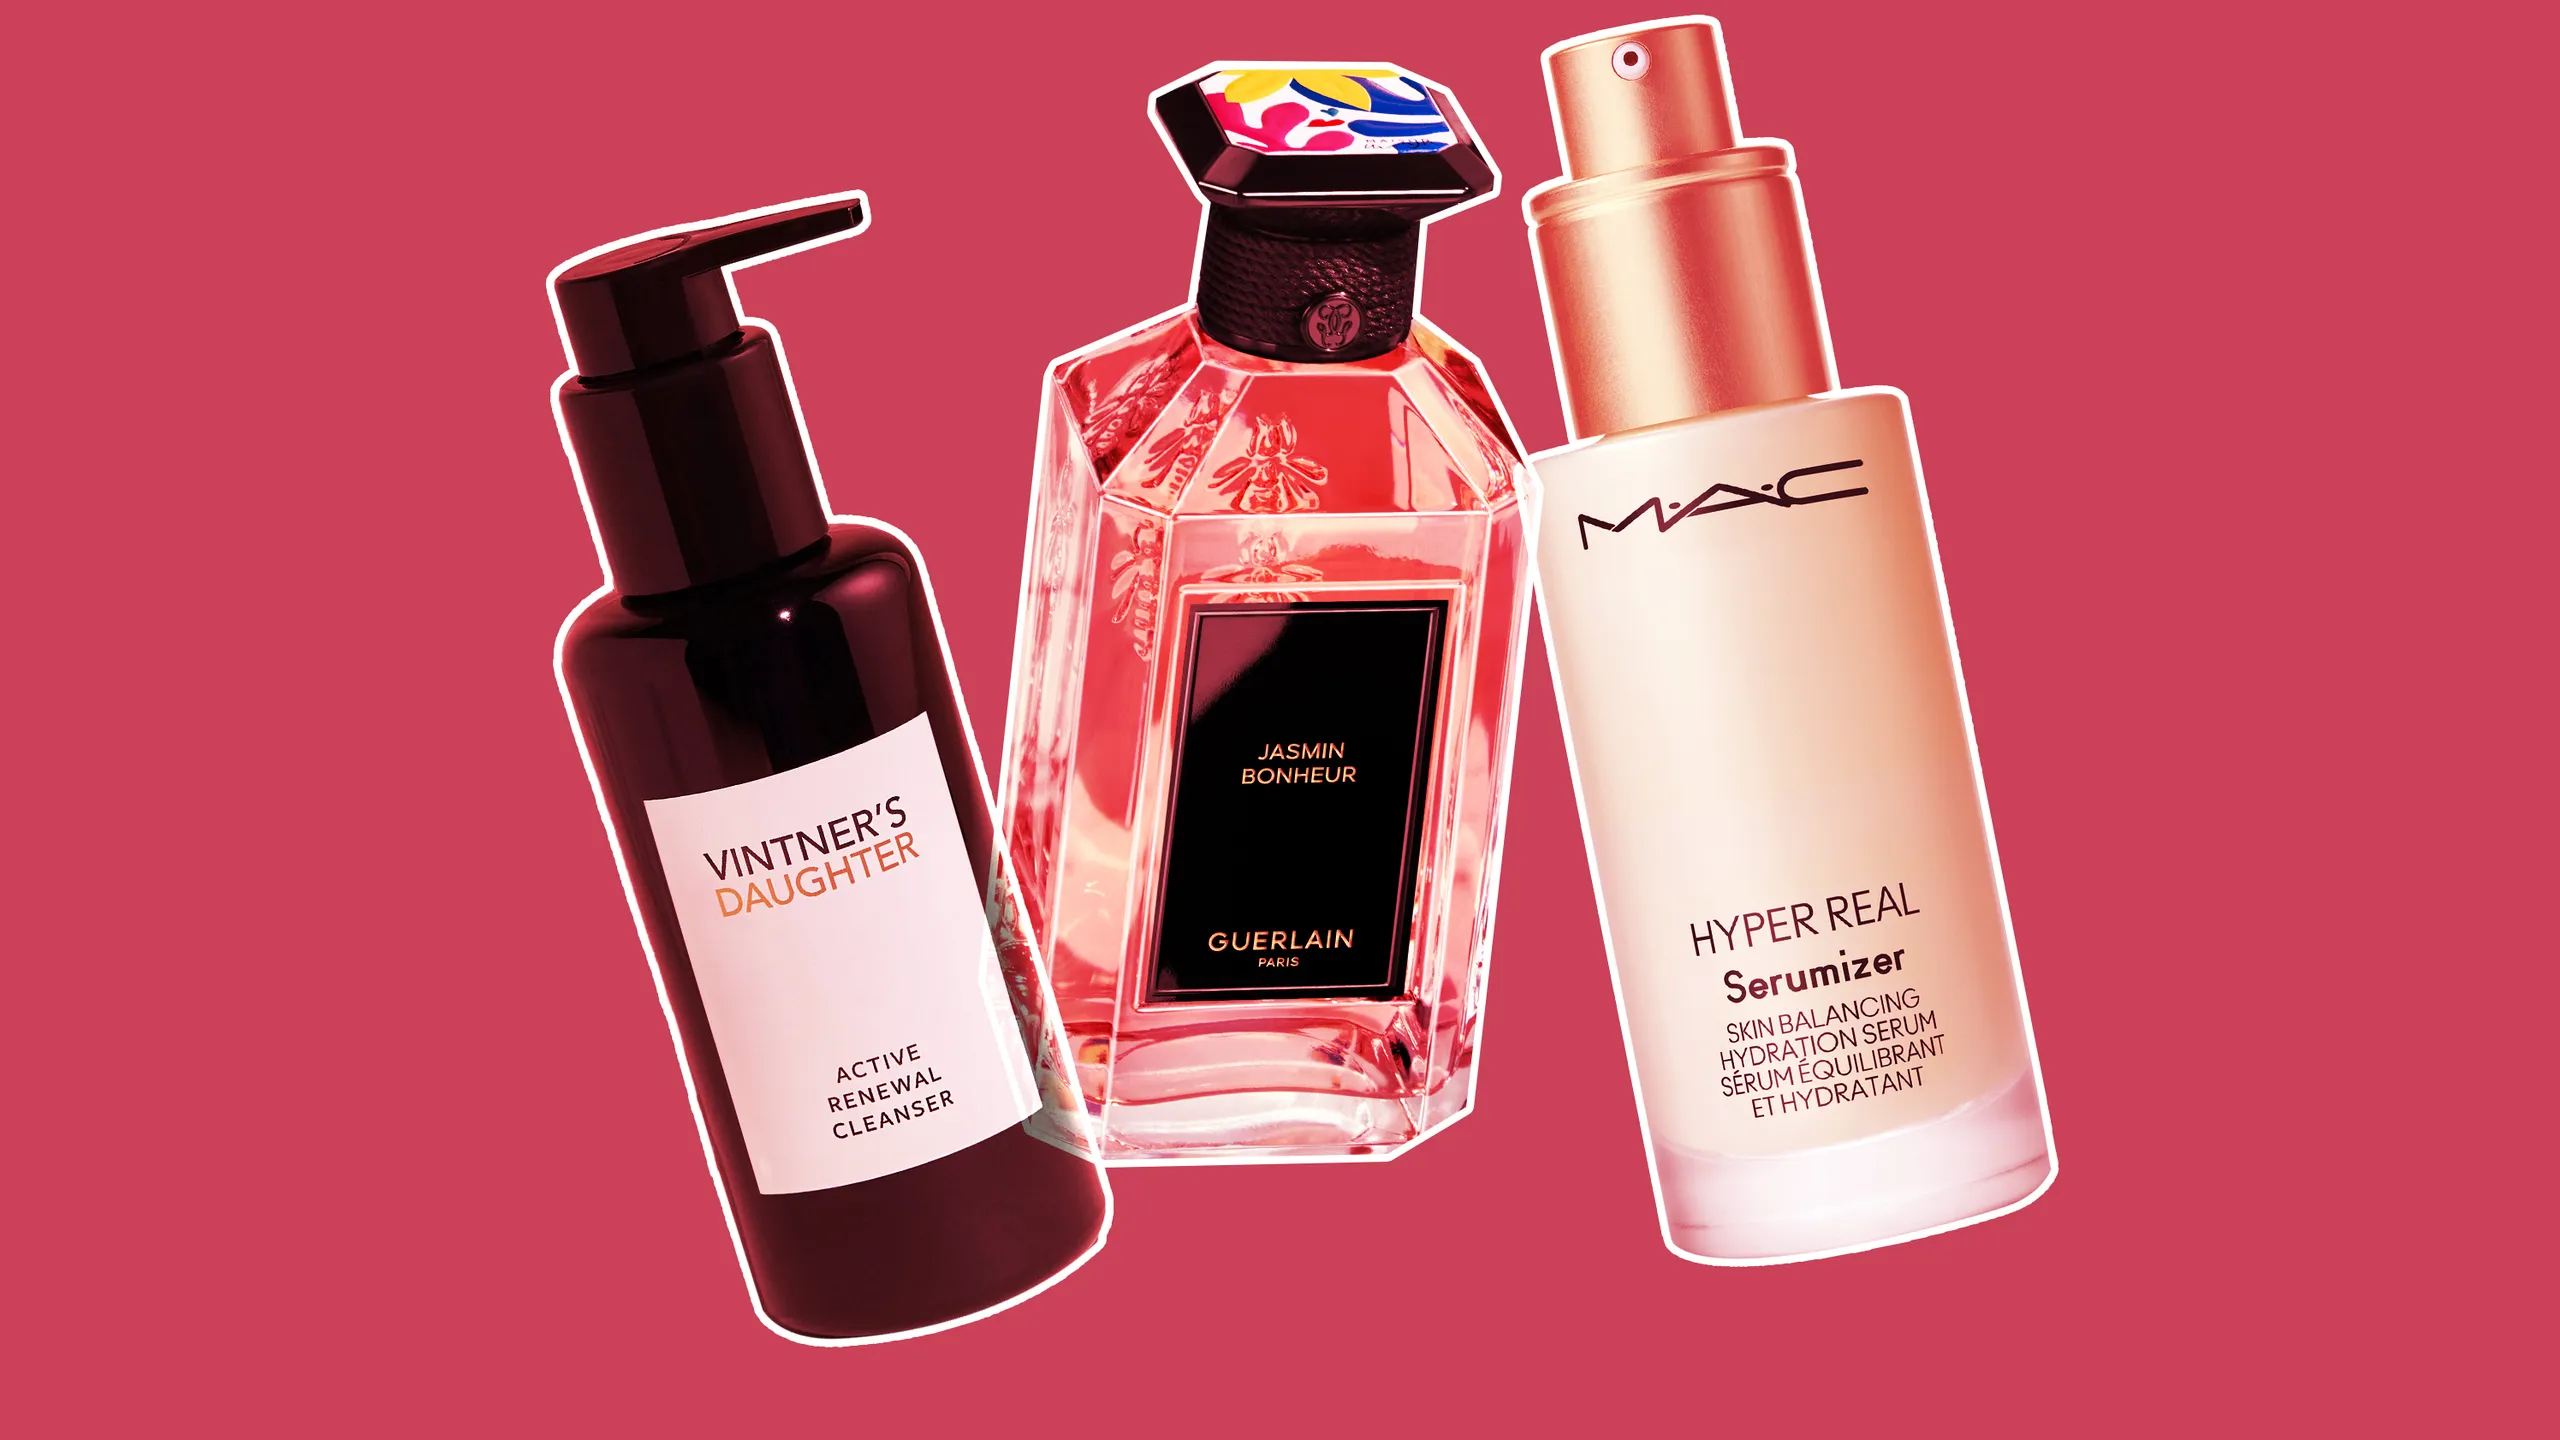 VINTNER'S
DAUGHTER
ACTIVE
RENEWAL
CLEANSER
JASMIN
BONHEUR
GUERLAIN
PARIS
M·A·C
HYPER REAL
Serumizer
SKIN BALANCING
HYDRATION SERUM
SÉRUM ÉQUILIBRANT
ET HYDRATANT